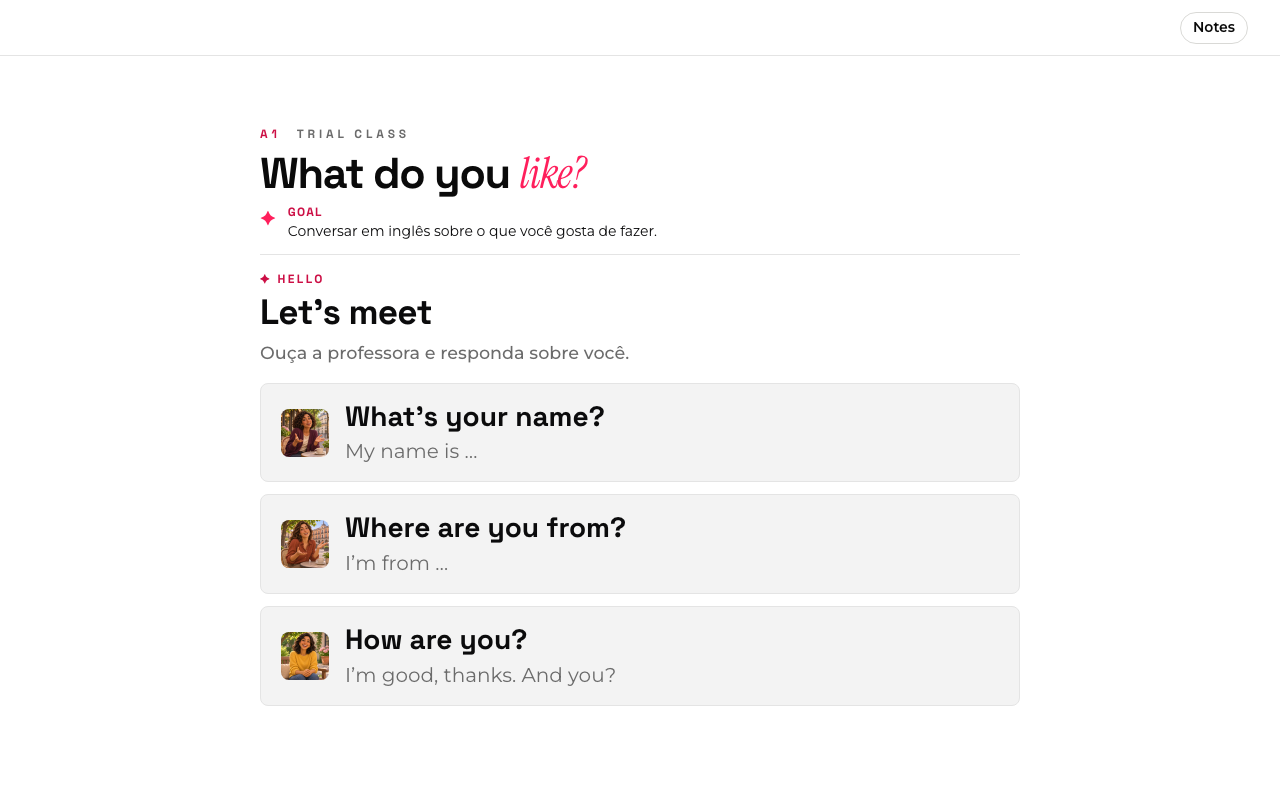 Notes
A1 TRIAL CLASS
What do you like?
GOAL
Conversar em inglês sobre o que você gosta de fazer.
HELLO
Let’s meet
Ouça a professora e responda sobre você.
What’s your name?
My name is ...
Where are you from?
I’m from ...
How are you?
I’m good, thanks. And you?